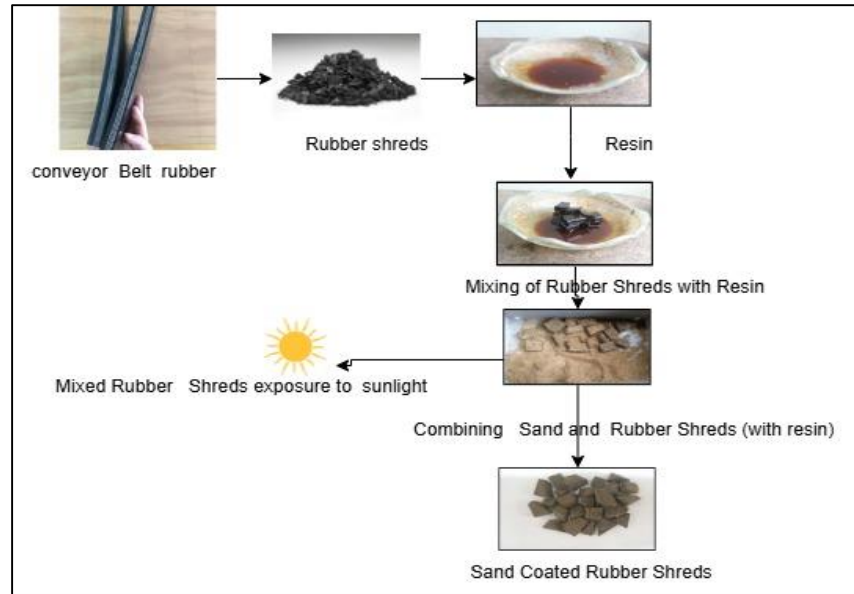 conveyor Belt rubber
Rubber shreds
Resin
Mixing of Rubber Shreds with Resin
Mixed Rubber Shreds exposure to sunlight
Combining Sand and Rubber Shreds (with resin)
Sand Coated Rubber Shreds